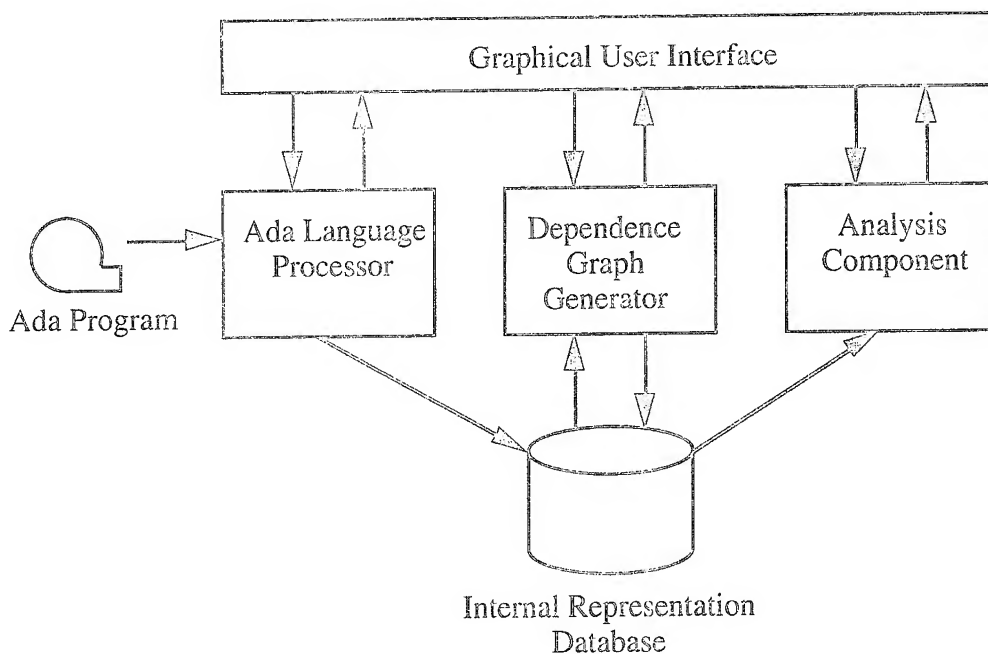 Graphical User Interface
Ada Language
Processor
Dependence
Graph
Generator
Analysis
Component
Ada Program
Internal Representation
Database